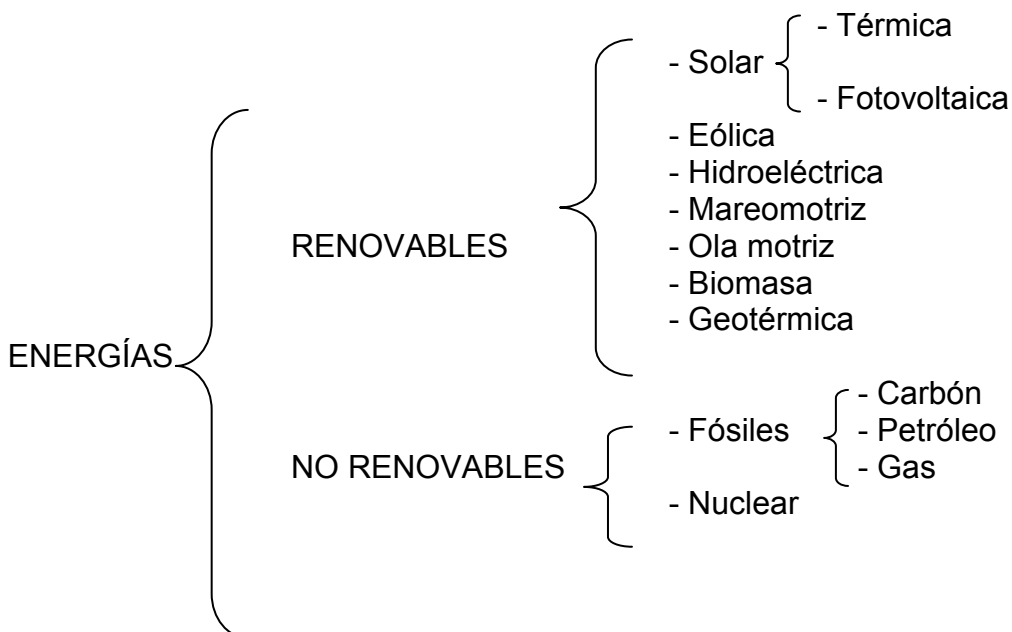 - Térmica
- Solar
- Fotovoltaica
- Eólica
- Hidroeléctrica
- Mareomotriz
RENOVABLES
- Ola motriz
- Biomasa
- Geotérmica
ENERGÍAS
- Carbón
- Fósiles
- Petróleo
NO RENOVABLES
- Gas
- Nuclear